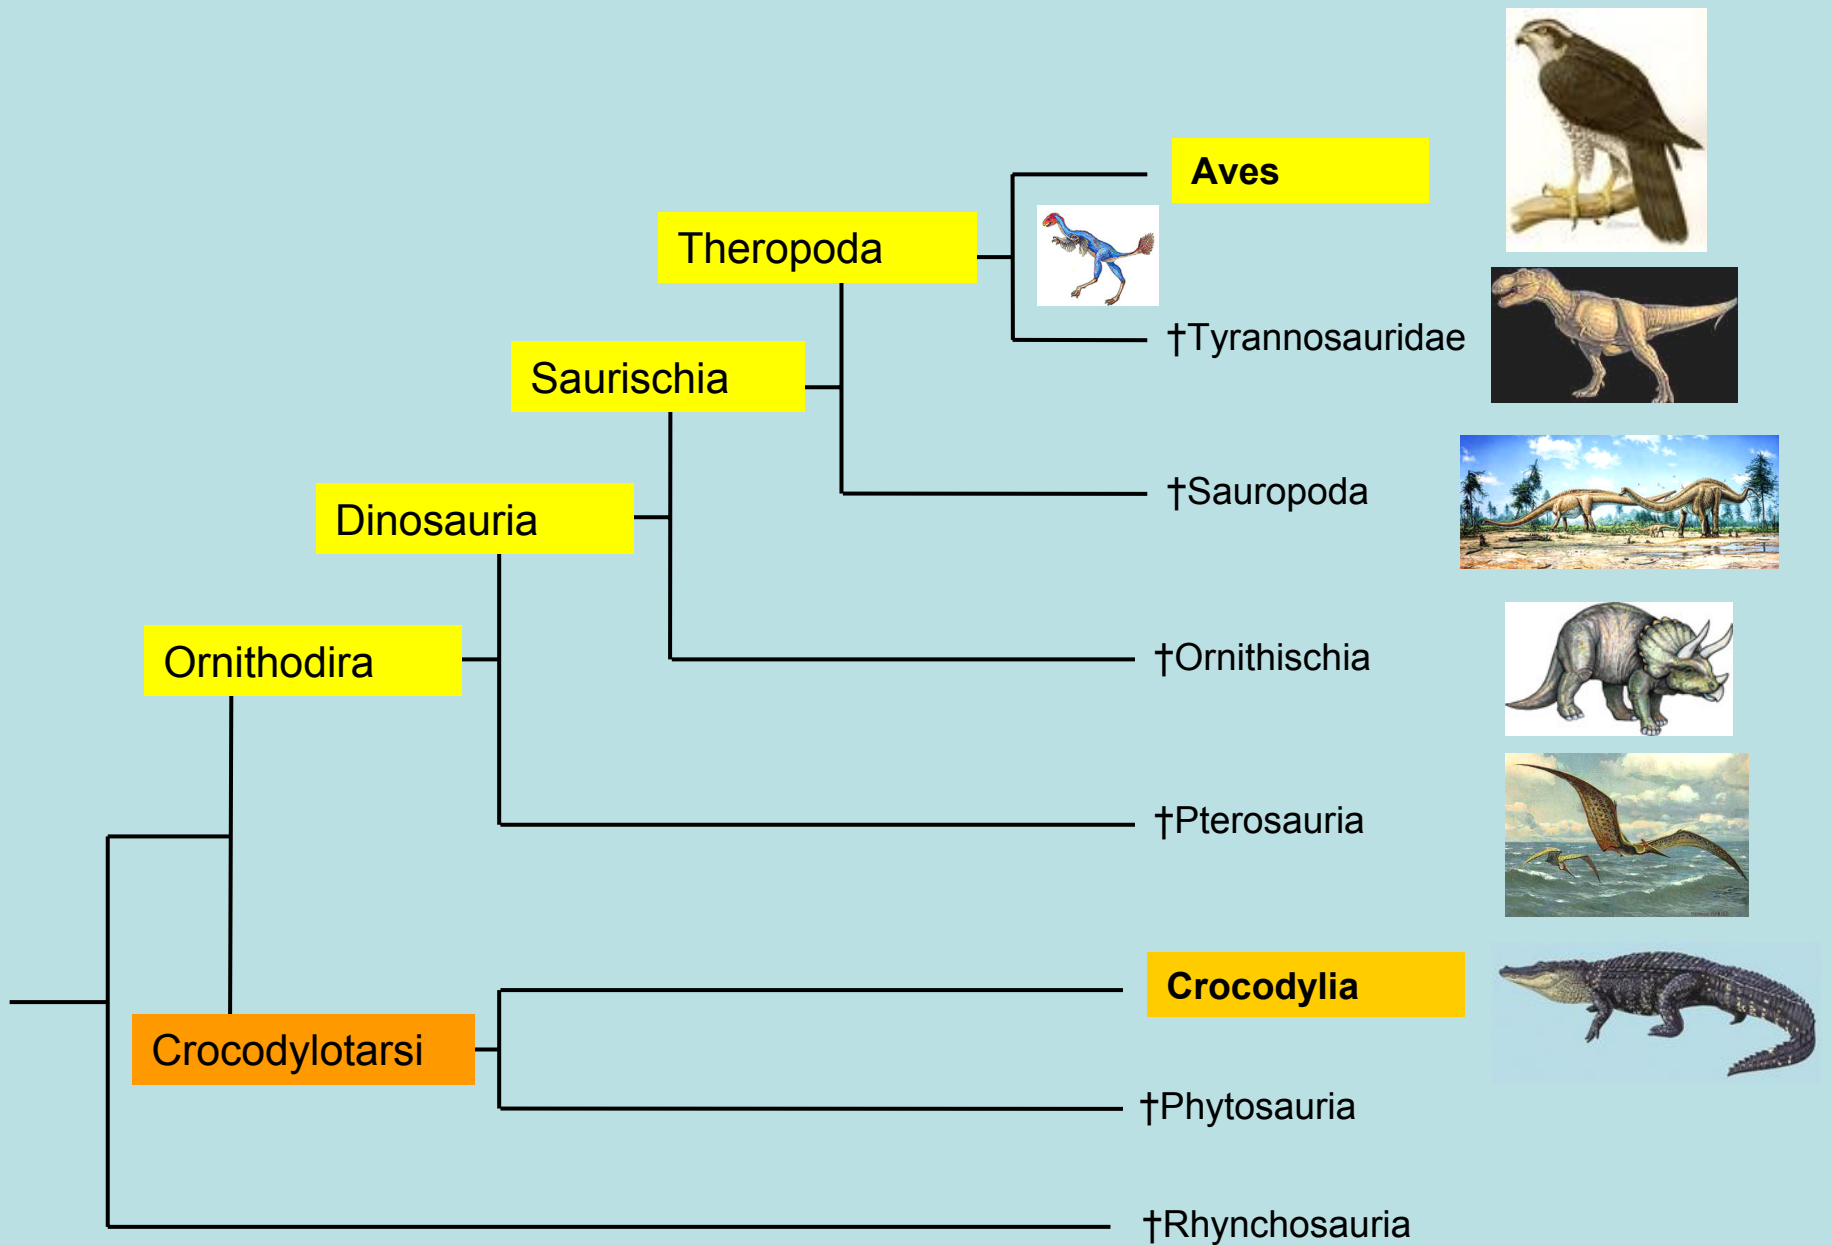 Aves
Theropoda
†Tyrannosauridae
Saurischia
†Sauropoda
Dinosauria
†Ornithischia
Ornithodira
†Pterosauria
Crocodylia
Crocodylotarsi
†Phytosauria
†Rhynchosauria